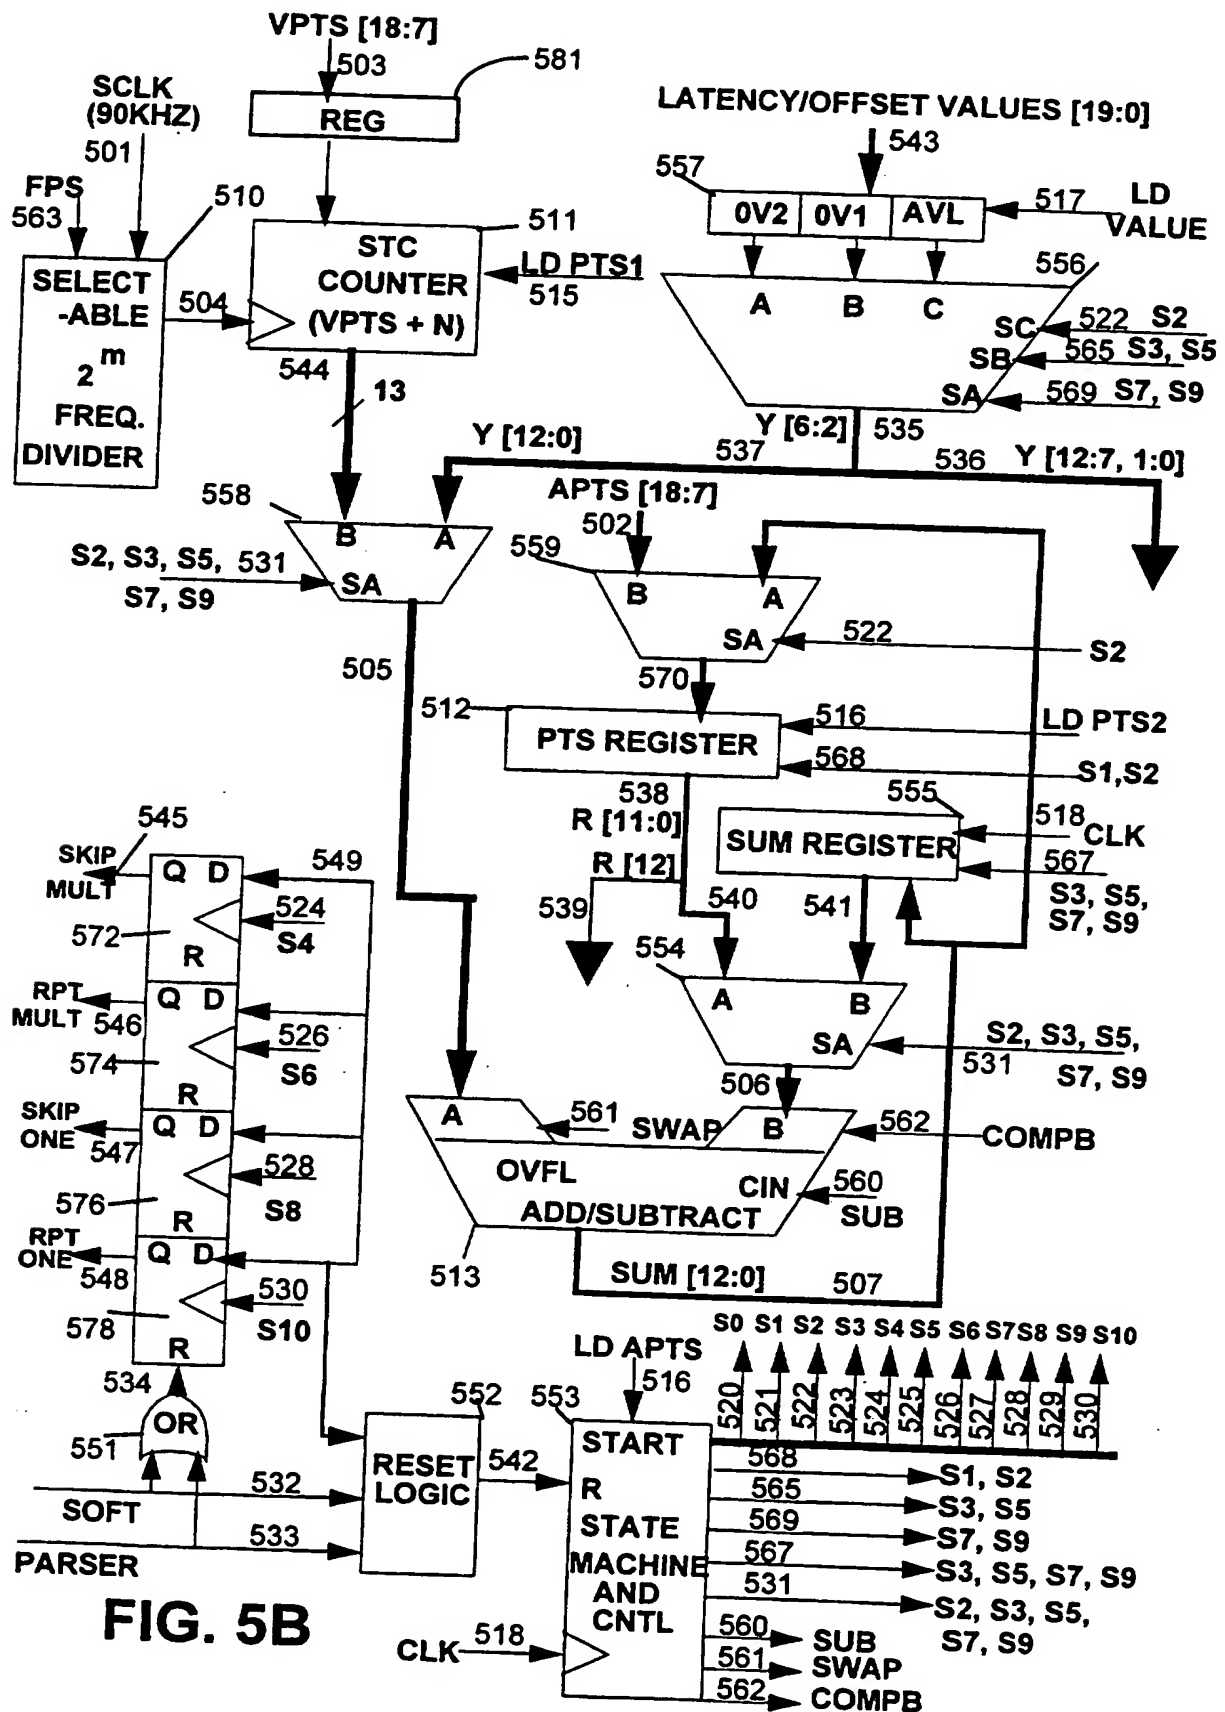 VPTS [18:7]
503
581
REG
SCLK
(90KHZ)
501
FPS
563
510
SELECT
-ABLE
2 m
FREQ.
DIVIDER
504
STC
COUNTER
(VPTS + N)
511
LD PTS1
515
544
13
LATENCY/OFFSET VALUES [19:0]
543
557
0V2 0V1 AVL
517
LD
VALUE
556
A B C
SC
522 S2
SB
565 S3, S5
SA
569 S7, S9
Y [6:2]
535
Y [12:0]
537
536
Y [12:7, 1:0]
558
B A
SA
S2, S3, S5, 531
S7, S9
505
APTS [18:7]
502
559
B A
SA
522
S2
570
512
PTS REGISTER
516
LD PTS2
568
S1,S2
538
R [11:0]
R [12]
539
540
555
SUM REGISTER
518
CLK
567
S3, S5,
S7, S9
541
554
A B
SA
S2, S3, S5,
531
S7, S9
506
545
SKIP
MULT
Q D
549
524
S4
572
R
RPT
MULT
546
Q D
526
S6
574
R
SKIP
ONE
547
Q D
528
S8
576
R
RPT
ONE
548
Q D
530
S10
578
R
534
OR
551
532
SOFT
533
PARSER
A
561
SWAP
B
562
COMPB
OVFL
CIN
560
SUB
ADD/SUBTRACT
513
SUM [12:0]
507
552
RESET
LOGIC
542
LD APTS
516
553
START
R
STATE
MACHINE
AND
CNTL
CLK
518
S0 S1 S2 S3 S4 S5 S6 S7 S8 S9 S10
520 521 522 523 524 525 526 527 528 529 530
568
S1, S2
565
S3, S5
569
S7, S9
567
S3, S5, S7, S9
531
S2, S3, S5,
S7, S9
560
SUB
561
SWAP
562
COMPB
FIG. 5B